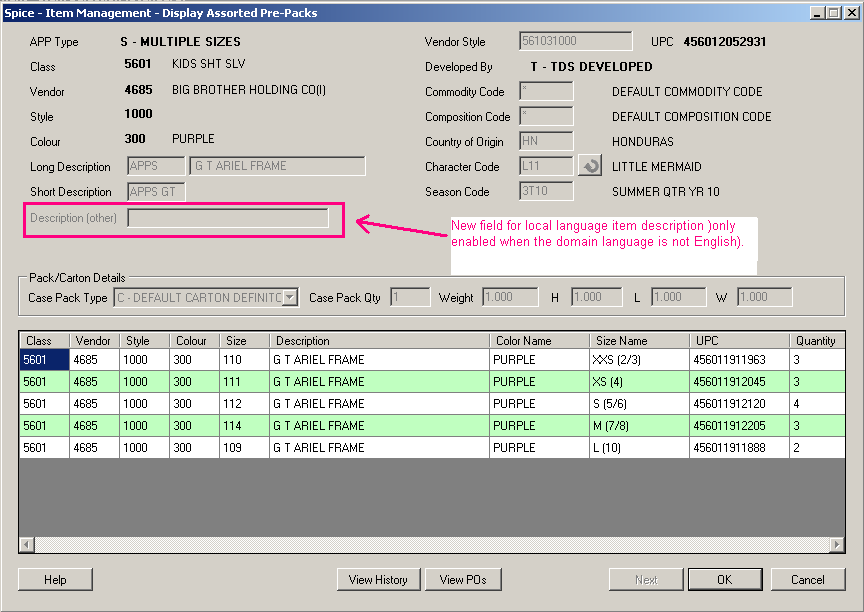 Spice - Item Management - Display Assorted Pre-Packs
APP Type S - MULTIPLE SIZES Vendor Style 561031000 UPC 456012052931
Class 5601 KIDS SHT SLV Developed By T - TDS DEVELOPED
Vendor 4685 BIG BROTHER HOLDING CO(I) Commodity Code * DEFAULT COMMODITY CODE
Style 1000 Composition Code * DEFAULT COMPOSITION CODE
Colour 300 PURPLE Country of Origin HN HONDURAS
Long Description APPS G T ARIEL FRAME Character Code L11 LITTLE MERMAID
Short Description APPS GT Season Code 3T10 SUMMER QTR YR 10
Description (other)
New field for local language item description )only
enabled when the domain language is not English).
Pack/Carton Details
Case Pack Type C - DEFAULT CARTON DEFINITC Case Pack Qty 1 Weight 1.000 H 1.000 L 1.000 W 1.000
Class Vendor Style Colour Size Description Color Name Size Name UPC Quantity
5601 4685 1000 300 110 G T ARIEL FRAME PURPLE XXS (2/3) 456011911963 3
5601 4685 1000 300 111 G T ARIEL FRAME PURPLE XS (4) 456011912045 3
5601 4685 1000 300 112 G T ARIEL FRAME PURPLE S (5/6) 456011912120 4
5601 4685 1000 300 114 G T ARIEL FRAME PURPLE M (7/8) 456011912205 3
5601 4685 1000 300 109 G T ARIEL FRAME PURPLE L (10) 456011911888 2
Help View History View POs Next OK Cancel